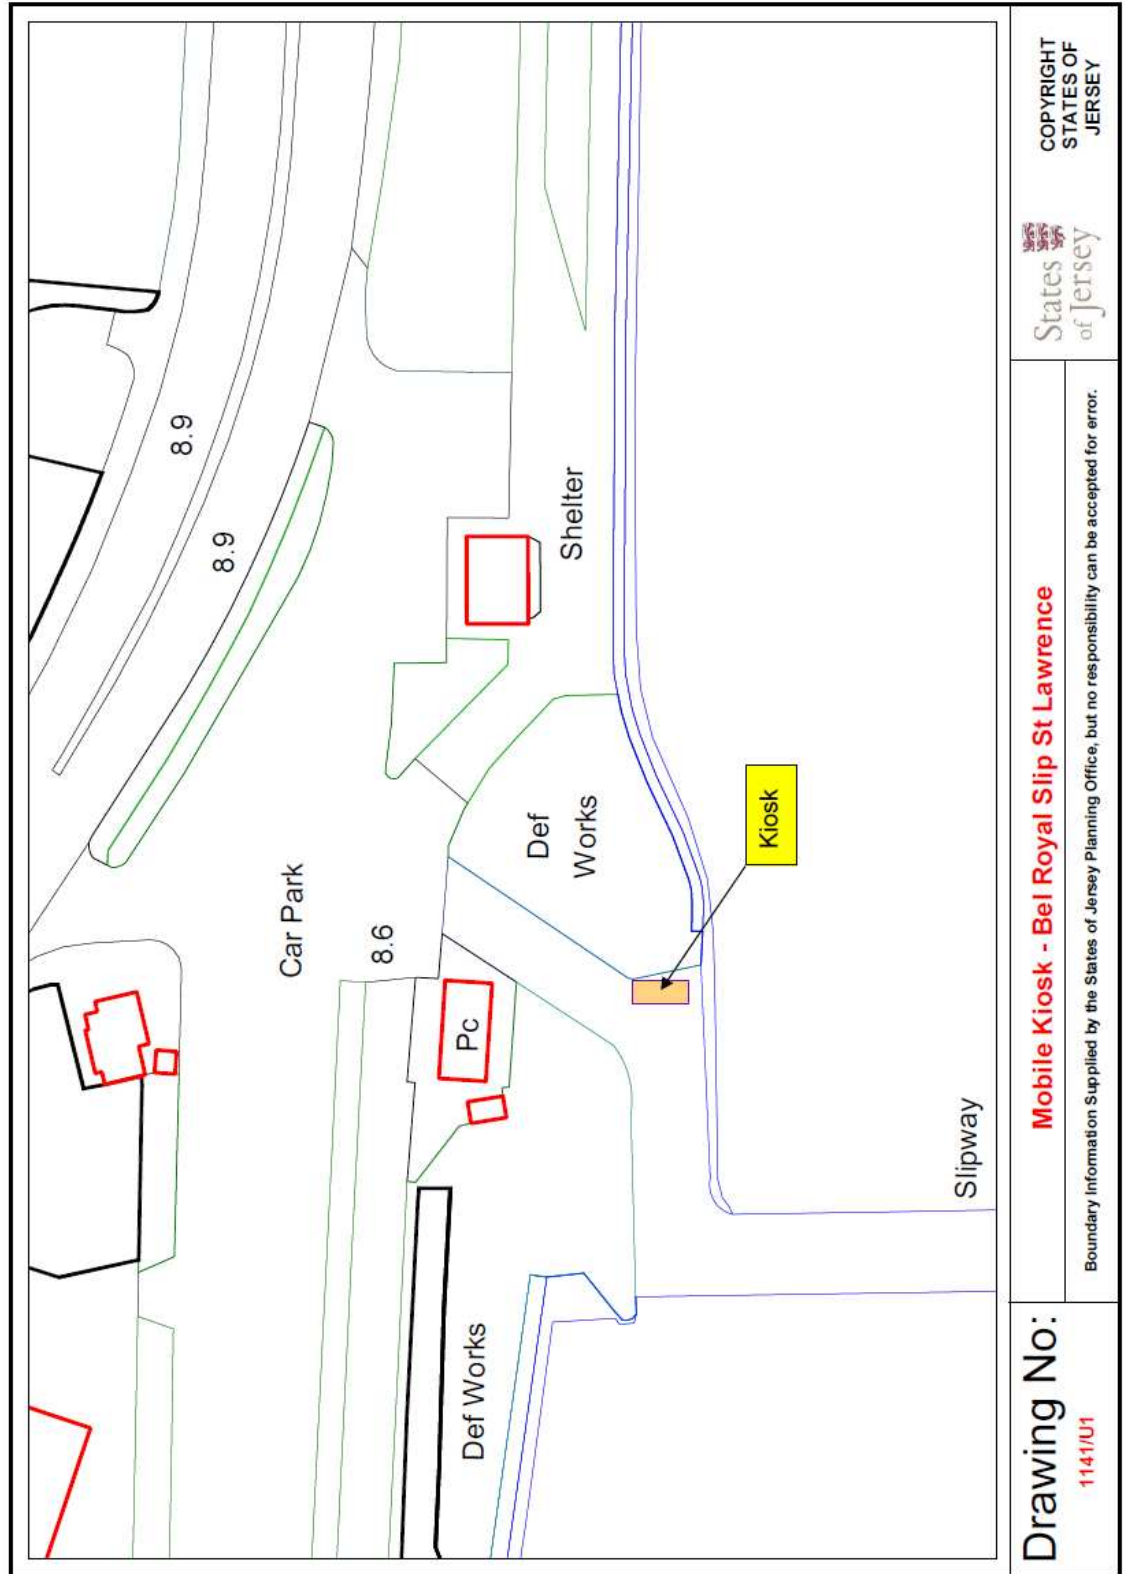 8.9
8.9
Car Park
8.6
Pc
Shelter
Def
Works
Def Works
Kiosk
Slipway
Drawing No:
1141/U1
Mobile Kiosk - Bel Royal Slip St Lawrence
Boundary Information Supplied by the States of Jersey Planning Office, but no responsibility can be accepted for error.
States
of Jersey
COPYRIGHT
STATES OF
JERSEY